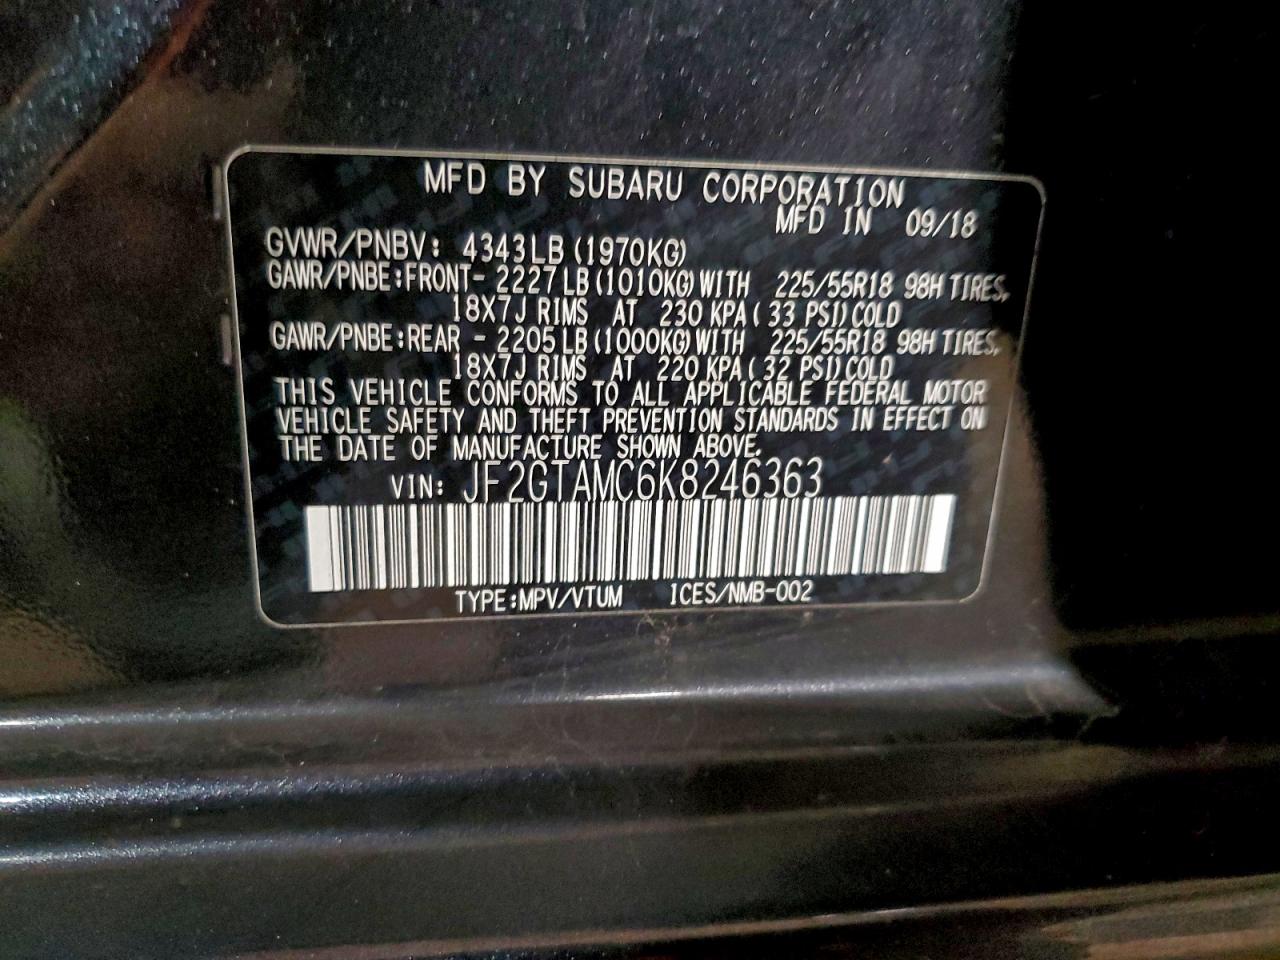 MFD BY SUBARU CORPORATION
MFD IN 09/18
GVWR/PNBV: 4343LB (1970KG)
GAWR/PNBE:FRONT- 2227LB (1010KG) WITH 225/55R18 98H TIRES,
18X7J RIMS AT 230 KPA ( 33 PSI) COLD
GAWR/PNBE:REAR - 2205LB (1000KG) WITH 225/55R18 98H TIRES,
18X7J RIMS AT 220 KPA ( 32 PSI) COLD
THIS VEHICLE CONFORMS TO ALL APPLICABLE FEDERAL MOTOR
VEHICLE SAFETY AND THEFT PREVENTION STANDARDS IN EFFECT ON
THE DATE OF MANUFACTURE SHOWN ABOVE.
VIN: JF2GTAMC6K8246363
TYPE:MPV/VTUM ICES/NMB-002